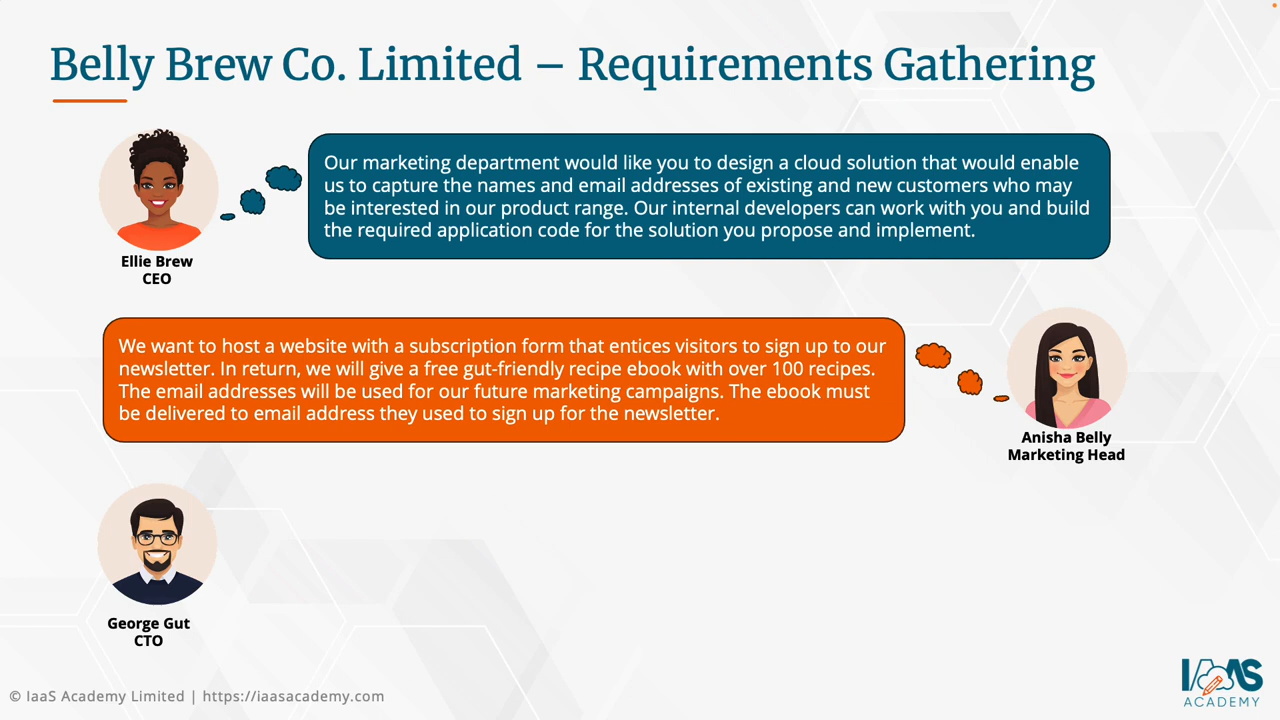 Belly Brew Co. Limited – Requirements Gathering
Our marketing department would like you to design a cloud solution that would enable
us to capture the names and email addresses of existing and new customers who may
be interested in our product range. Our internal developers can work with you and build
the required application code for the solution you propose and implement.
Ellie Brew
CEO
We want to host a website with a subscription form that entices visitors to sign up to our
newsletter. In return, we will give a free gut-friendly recipe ebook with over 100 recipes.
The email addresses will be used for our future marketing campaigns. The ebook must
be delivered to email address they used to sign up for the newsletter.
Anisha Belly
Marketing Head
George Gut
CTO
© IaaS Academy Limited | https://iaasacademy.com
IAAS
ACADEMY